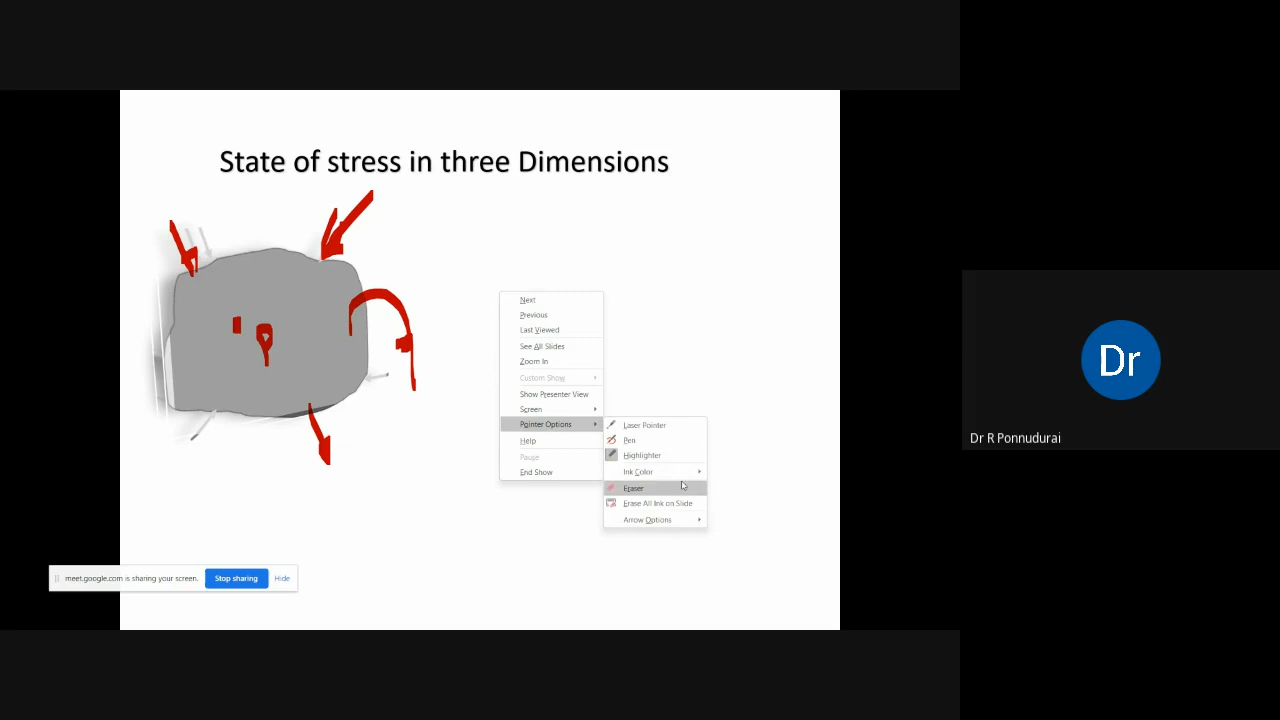 State of stress in three Dimensions
Next
Previous
Last Viewed
See All Slides
Zoom In
Custom Show
Show Presenter View
Screen
Pointer Options
Help
Pause
End Show
Laser Pointer
Pen
Highlighter
Ink Color
Eraser
Erase All Ink on Slide
Arrow Options
meet.google.com is sharing your screen.
Stop sharing
Hide
Dr
Dr R Ponnudurai